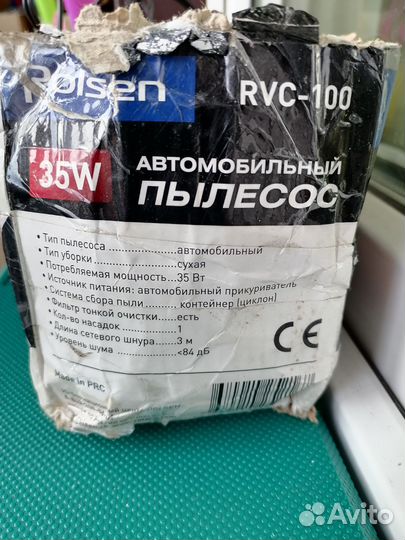 Rolsen
RVC-100
35W
АВТОМОБИЛЬНЫЙ
ПЫЛЕСОС
• Тип пылесоса ................ автомобильный
• Тип уборки .................... сухая
• Потребляемая мощность ... 35 Вт
• Источник питания: автомобильный прикуриватель
• Система сбора пыли ....... контейнер (циклон)
• Фильтр тонкой очистки ..... есть
• Кол-во насадок ............... 1
• Длина сетевого шнура ...... 3 м
Уровень шума ................. <84 дБ
CE
Made in PRC
Avito